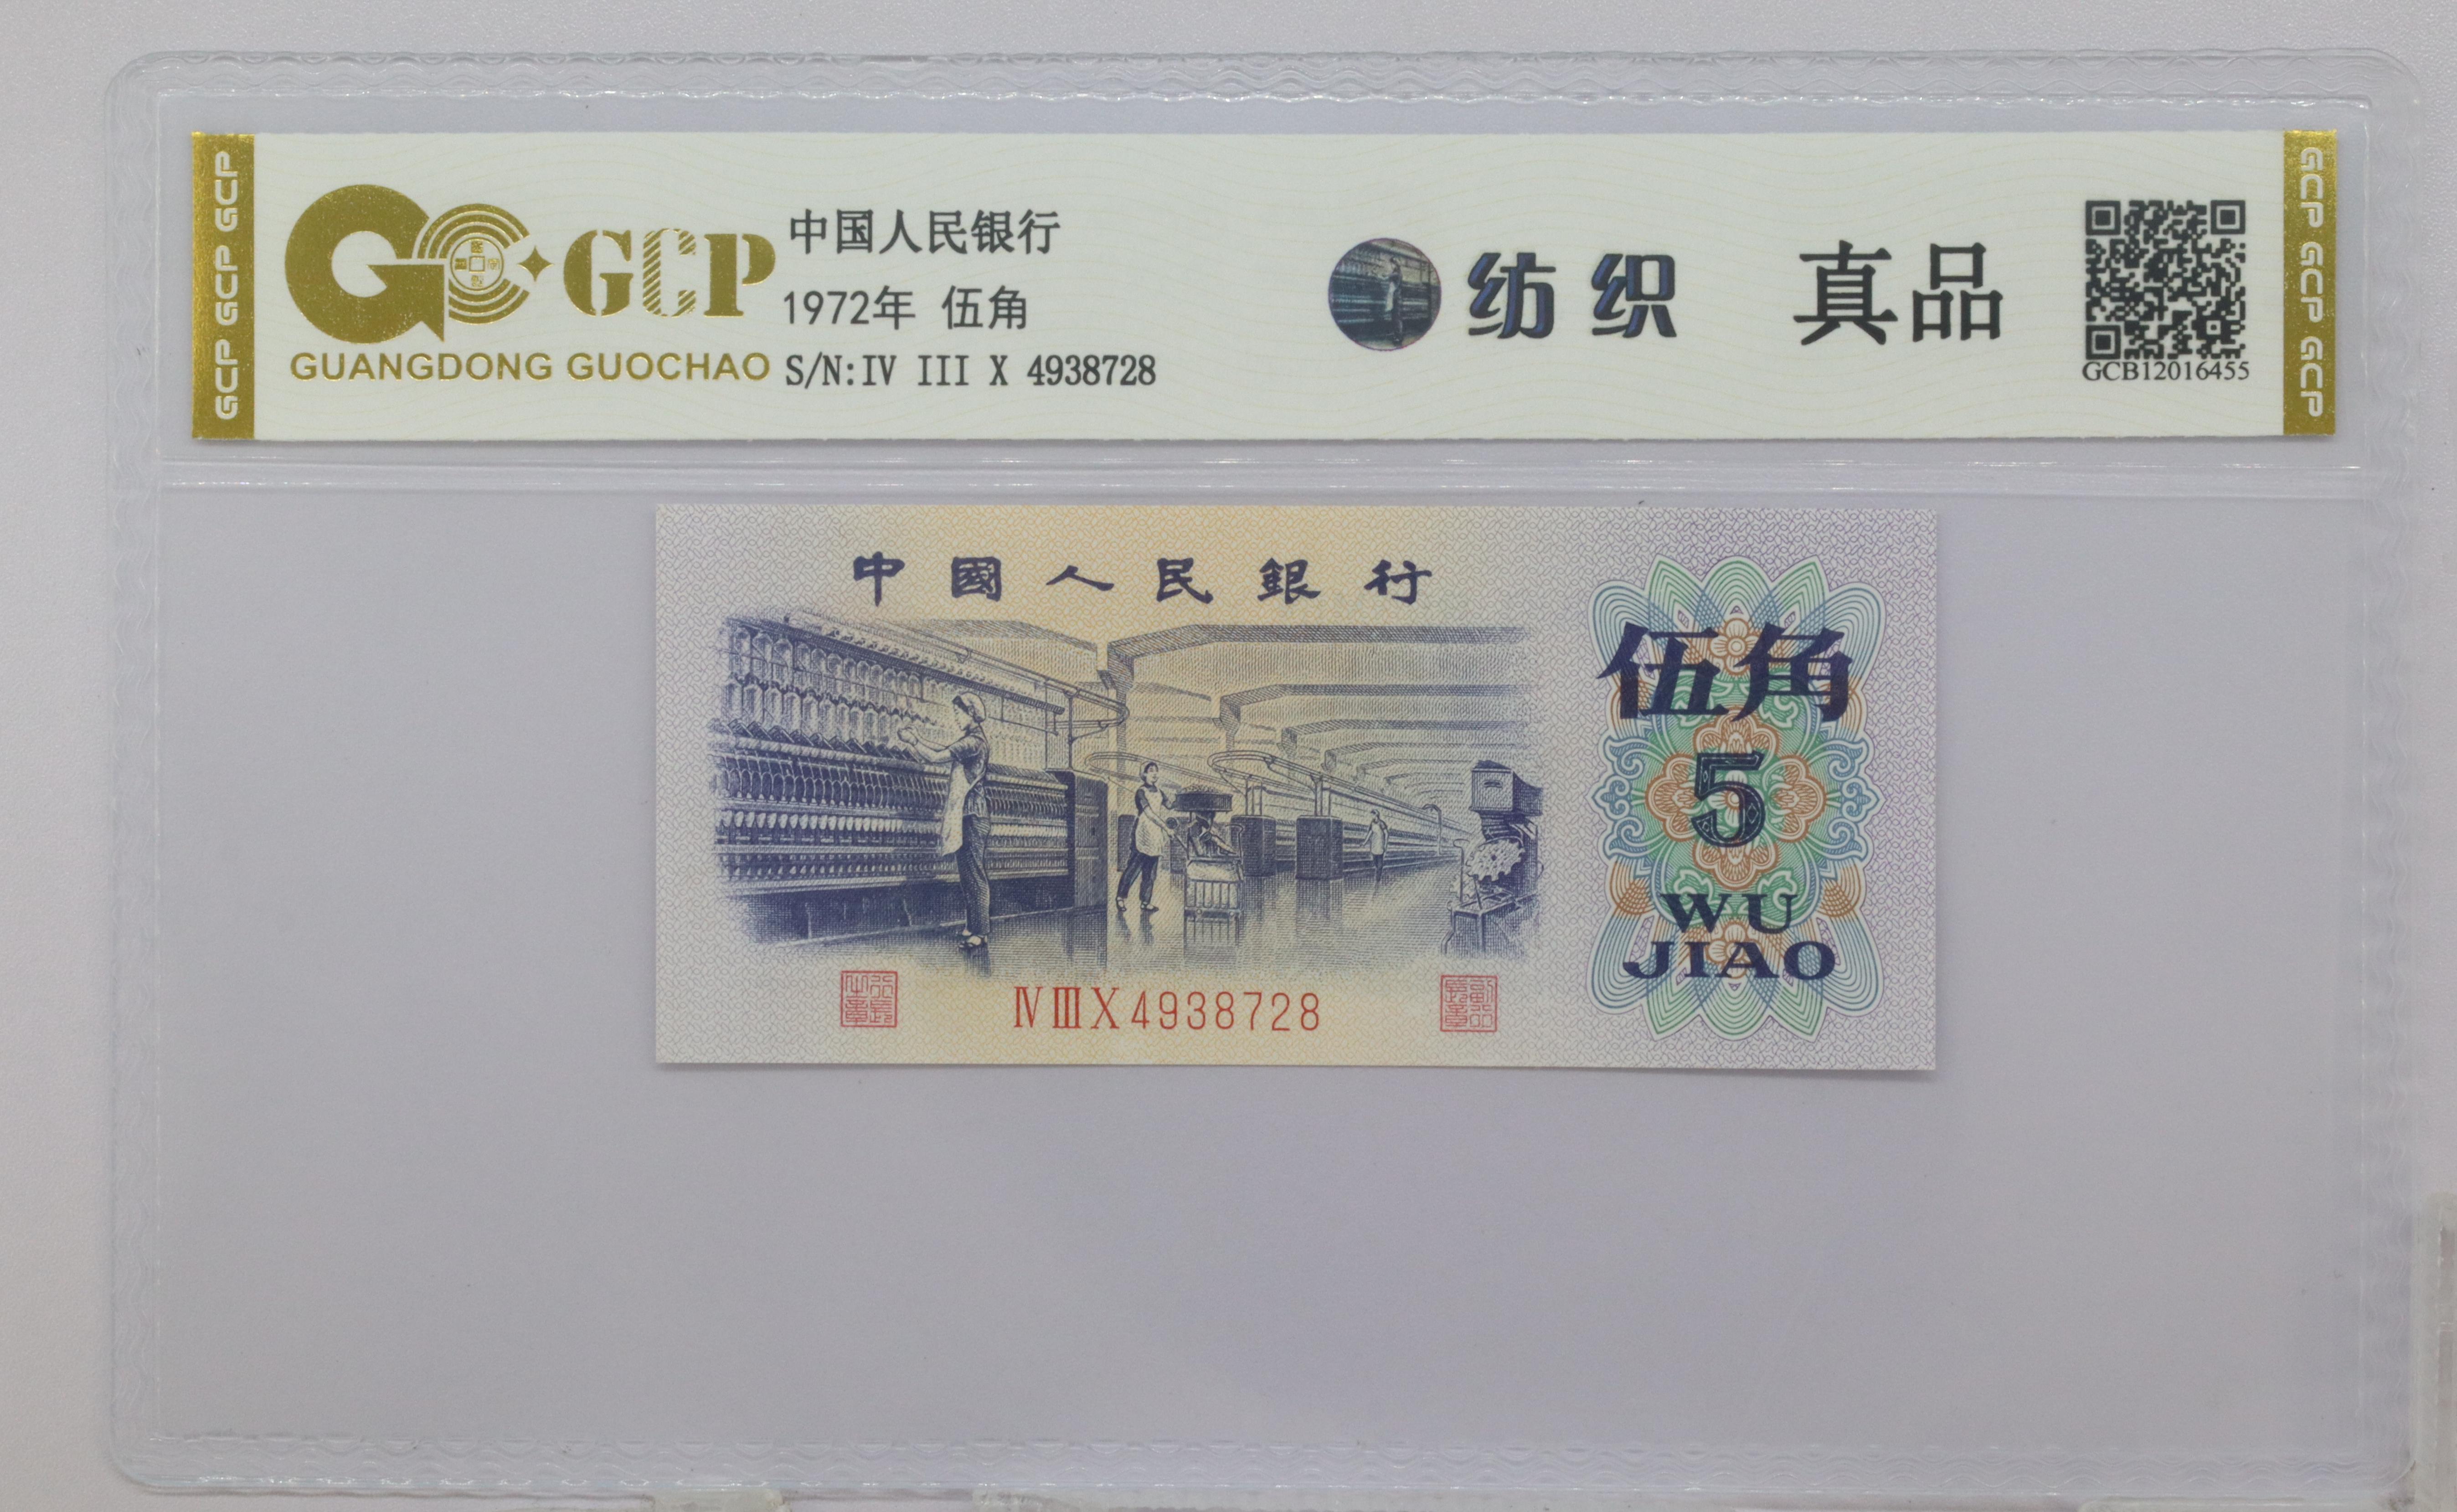 GCP GCP GCP
GCP
GUANGDONG GUOCHAO
中国人民银行
1972年 伍角
S/N:IV III X 4938728
纺织
真品
GCB12016455
GCP GCP GCP
中國人民銀行
伍角
5
WU
JIAO
ⅣⅢⅩ4938728